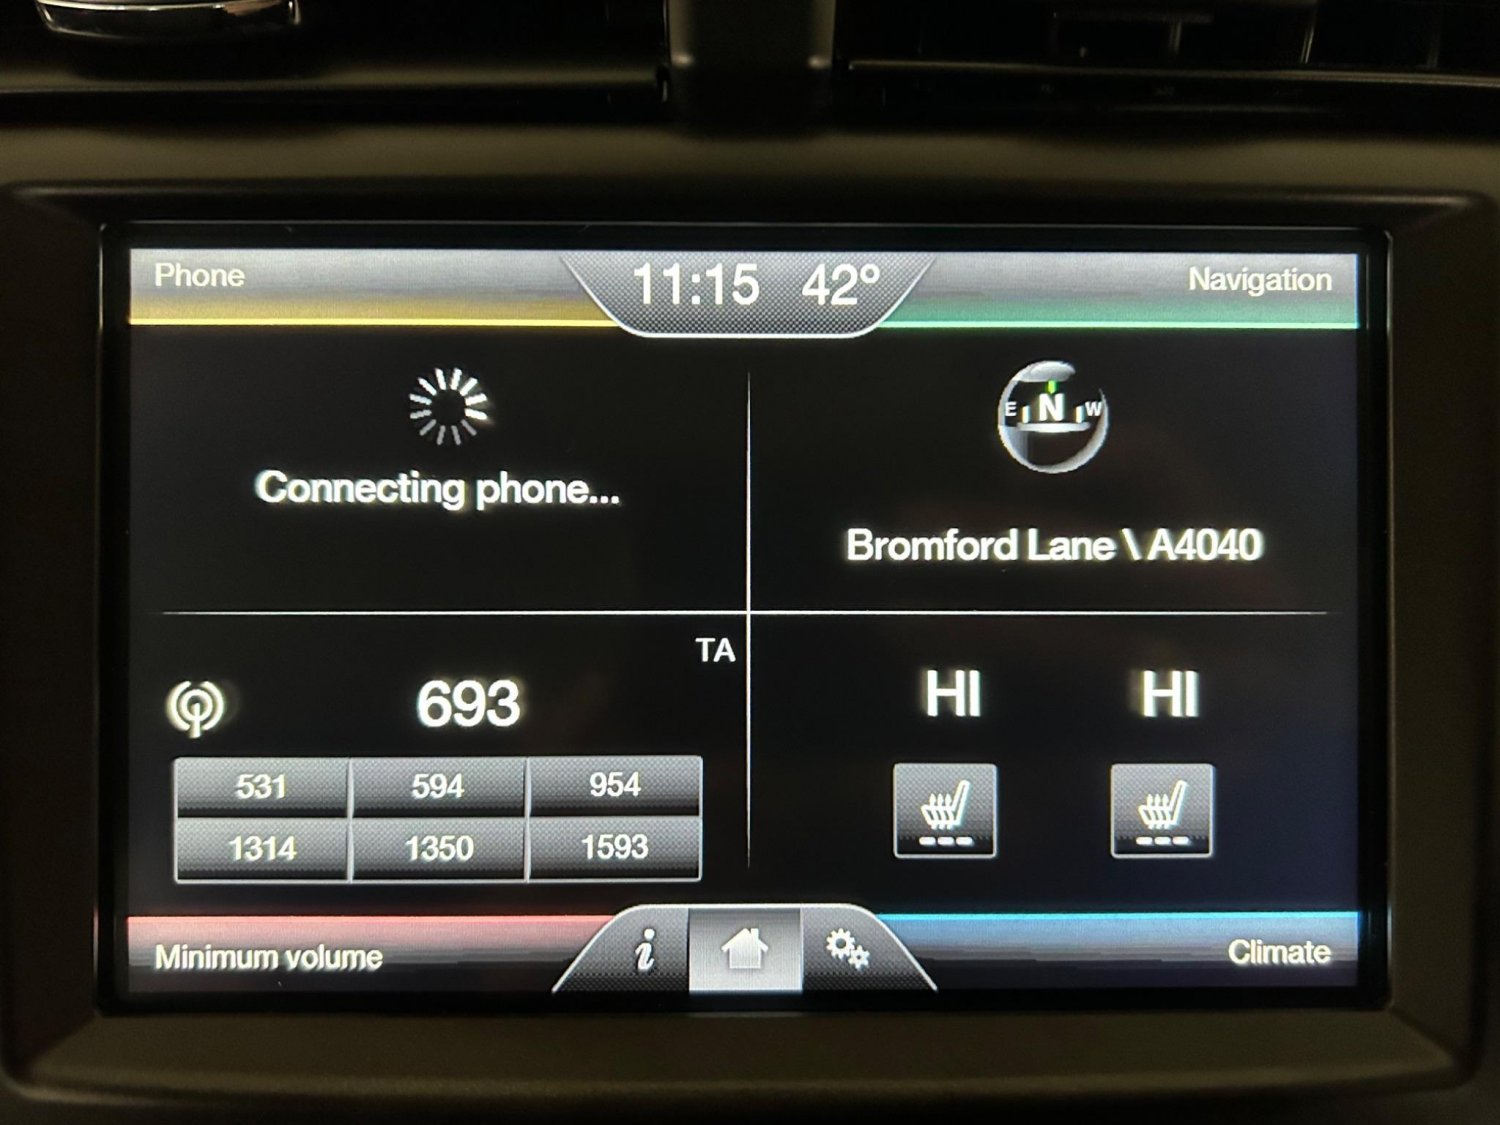 Phone
11:15 42°
Navigation
Connecting phone...
E N W
Bromford Lane \ A4040
TA
693
531 594 954
1314 1350 1593
HI HI
Minimum volume
i
Climate